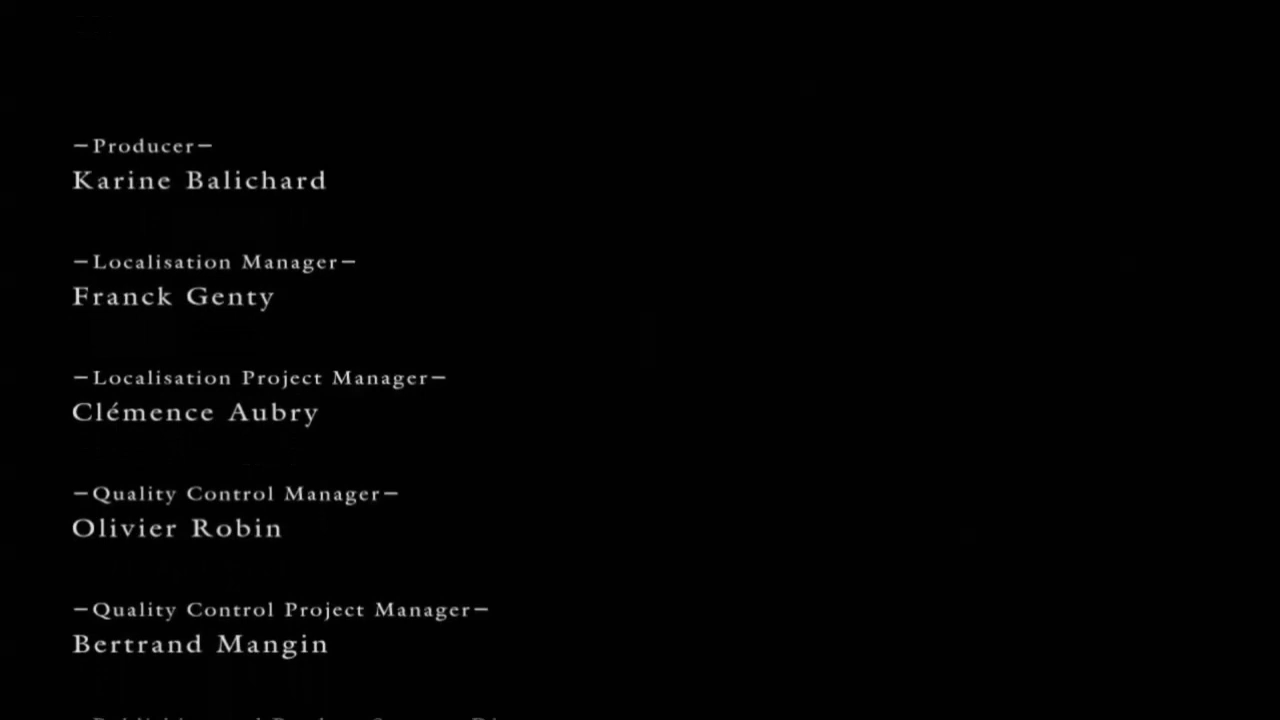 –Producer–
Karine Balichard
–Localisation Manager–
Franck Genty
–Localisation Project Manager–
Clémence Aubry
–Quality Control Manager–
Olivier Robin
–Quality Control Project Manager–
Bertrand Mangin